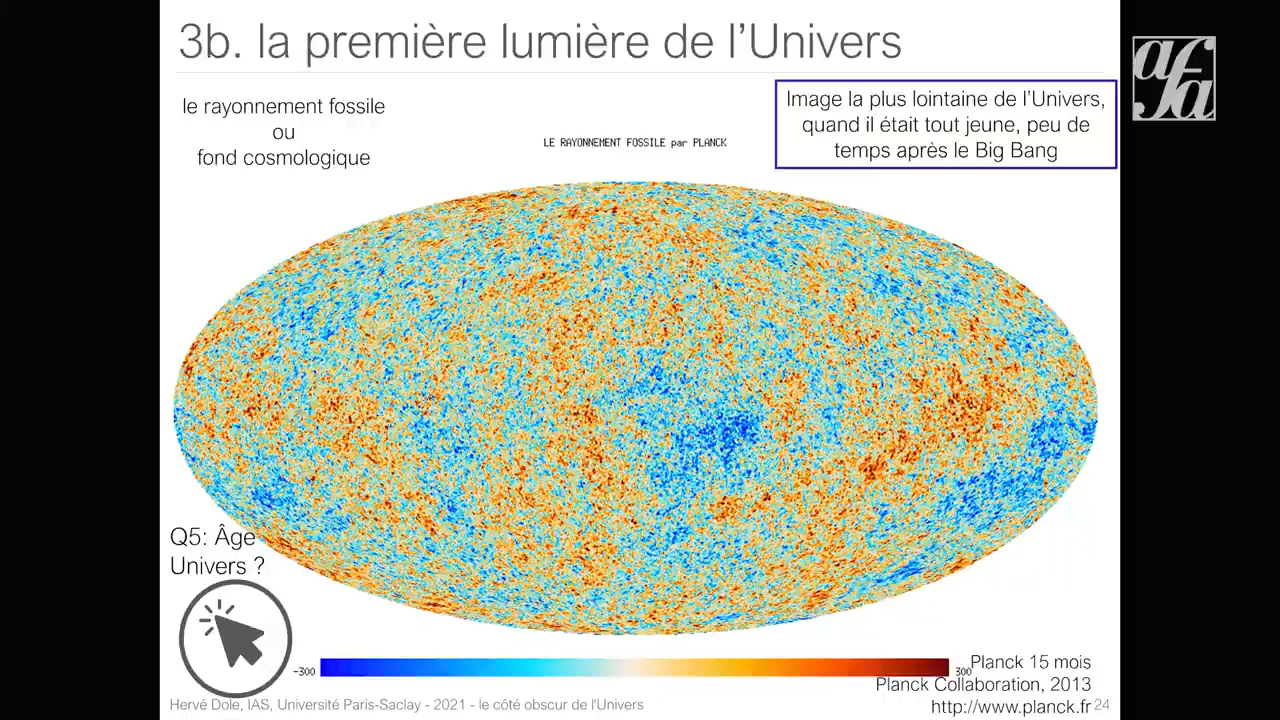 3b. la première lumière de l'Univers
afa
le rayonnement fossile
ou
fond cosmologique
Image la plus lointaine de l'Univers,
quand il était tout jeune, peu de
temps après le Big Bang
LE RAYONNEMENT FOSSILE par PLANCK
Q5: Âge
Univers ?
-300
300
Planck 15 mois
Planck Collaboration, 2013
http://www.planck.fr
Hervé Dole, IAS, Université Paris-Saclay - 2021 - le côté obscur de l'Univers
24